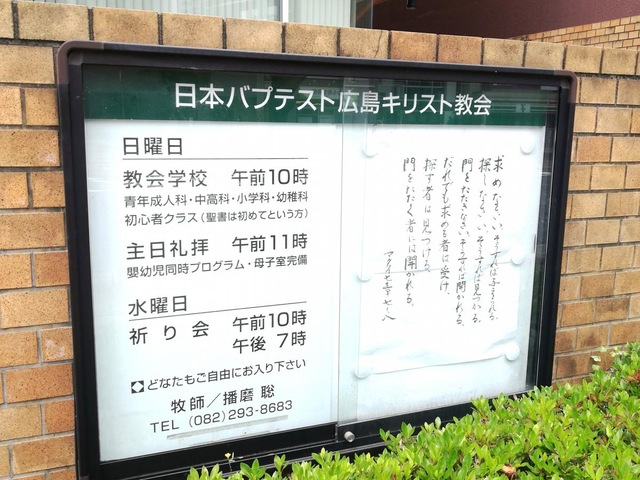 日本バプテスト広島キリスト教会
日曜日
教会学校 午前10時
青年成人科・中高科・小学科・幼稚科
初心者クラス(聖書は初めてという方)
主日礼拝 午前11時
嬰幼児同時プログラム・母子室完備
水曜日
祈り会 午前10時
午後 7時
どなたもご自由にお入り下さい
牧師/播磨 聡
TEL (082) 293-8683
求めなさい。そうすれば与えられる。
探しなさい。そうすれば見つかる。
門をたたきなさい。そうすれば開かれる。
だれでも求める者は受け、
探す者は見つける。
門をたたく者には開かれる。
マタイ七章七〜八